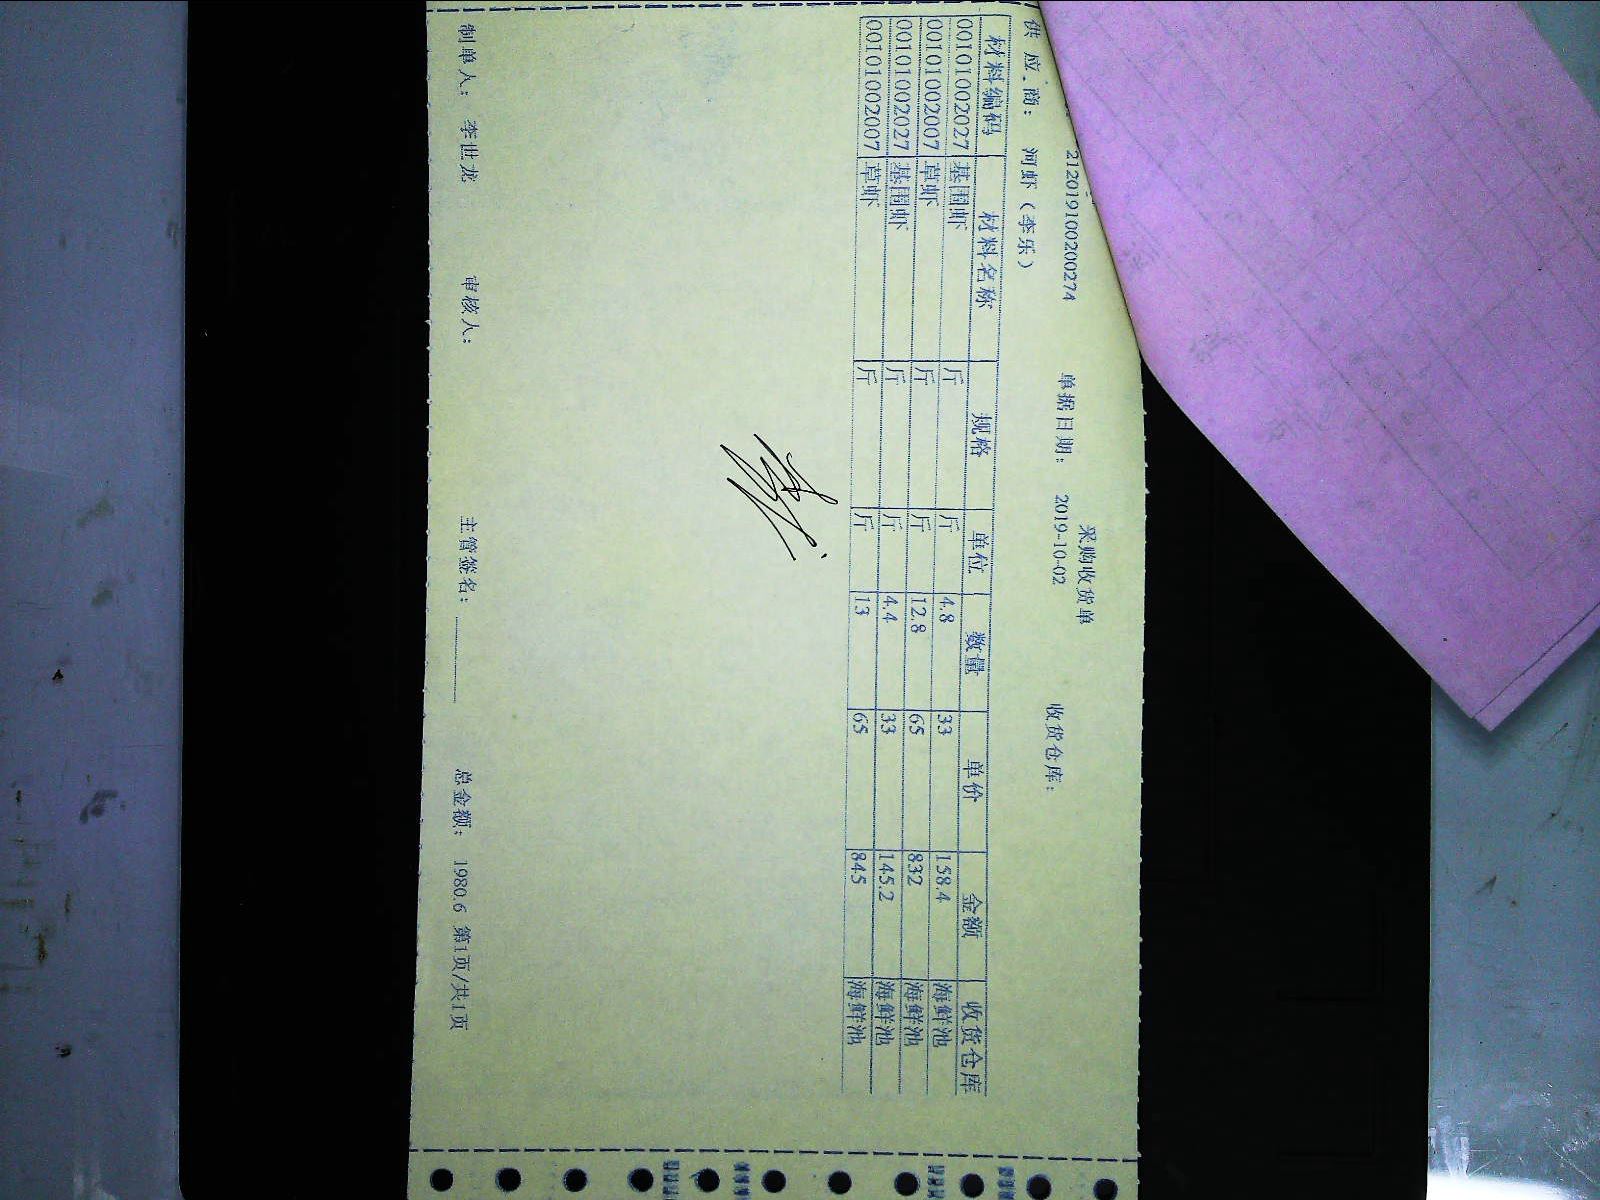 采购收货单
212019100200274 单据日期： 2019-10-02 收货仓库：
供 应 商： 河虾（李乐）
材料编码 材料名称 规格 单位 数量 单价 金额 收货仓库
00101002027 基围虾 斤 斤 4.8 33 158.4 海鲜池
00101002007 草虾 斤 斤 12.8 65 832 海鲜池
00101002027 基围虾 斤 斤 4.4 33 145.2 海鲜池
00101002007 草虾 斤 斤 13 65 845 海鲜池
制单人： 李世龙 审核人： 主管签名： 总金额： 1980.6 第1页/共1页